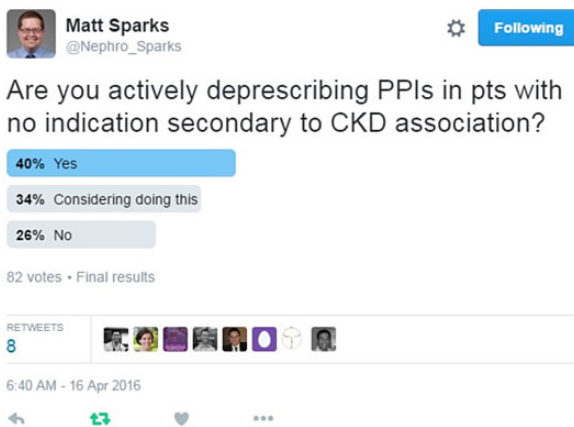 Matt Sparks
@Nephro_Sparks
Following
Are you actively deprescribing PPIs in pts with
no indication secondary to CKD association?
40% Yes
34% Considering doing this
26% No
82 votes • Final results
RETWEETS
8
6:40 AM - 16 Apr 2016